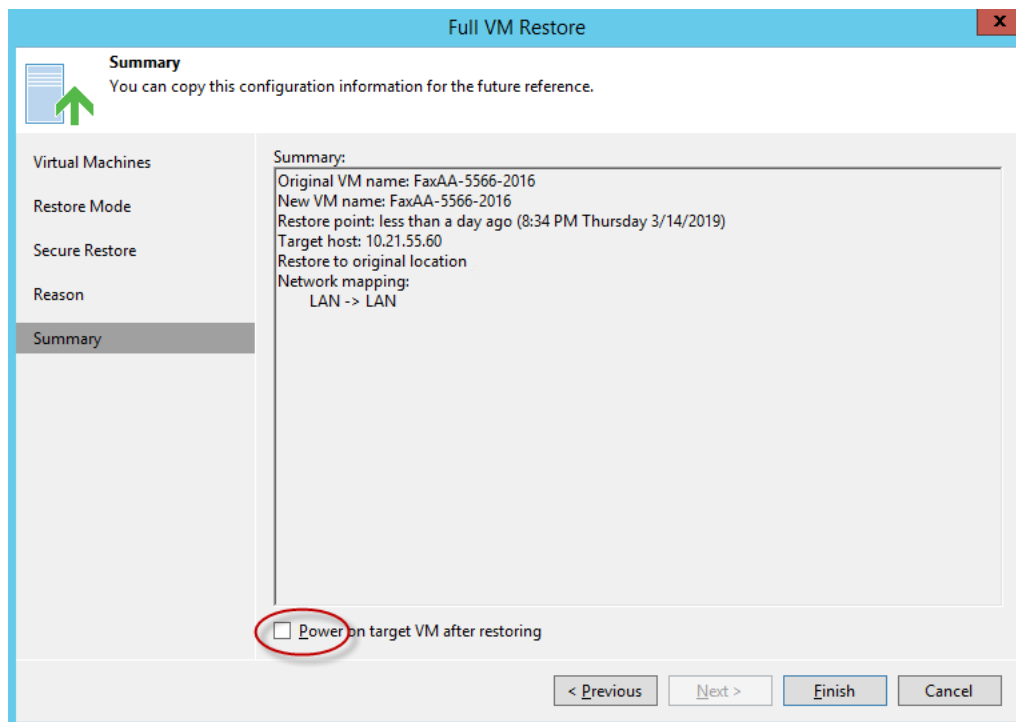 Full VM Restore
x
Summary
You can copy this configuration information for the future reference.
Virtual Machines
Restore Mode
Secure Restore
Reason
Summary
Summary:
Original VM name: FaxAA-5566-2016
New VM name: FaxAA-5566-2016
Restore point: less than a day ago (8:34 PM Thursday 3/14/2019)
Target host: 10.21.55.60
Restore to original location
Network mapping:
LAN -> LAN
Power on target VM after restoring
< Previous
Next >
Finish
Cancel